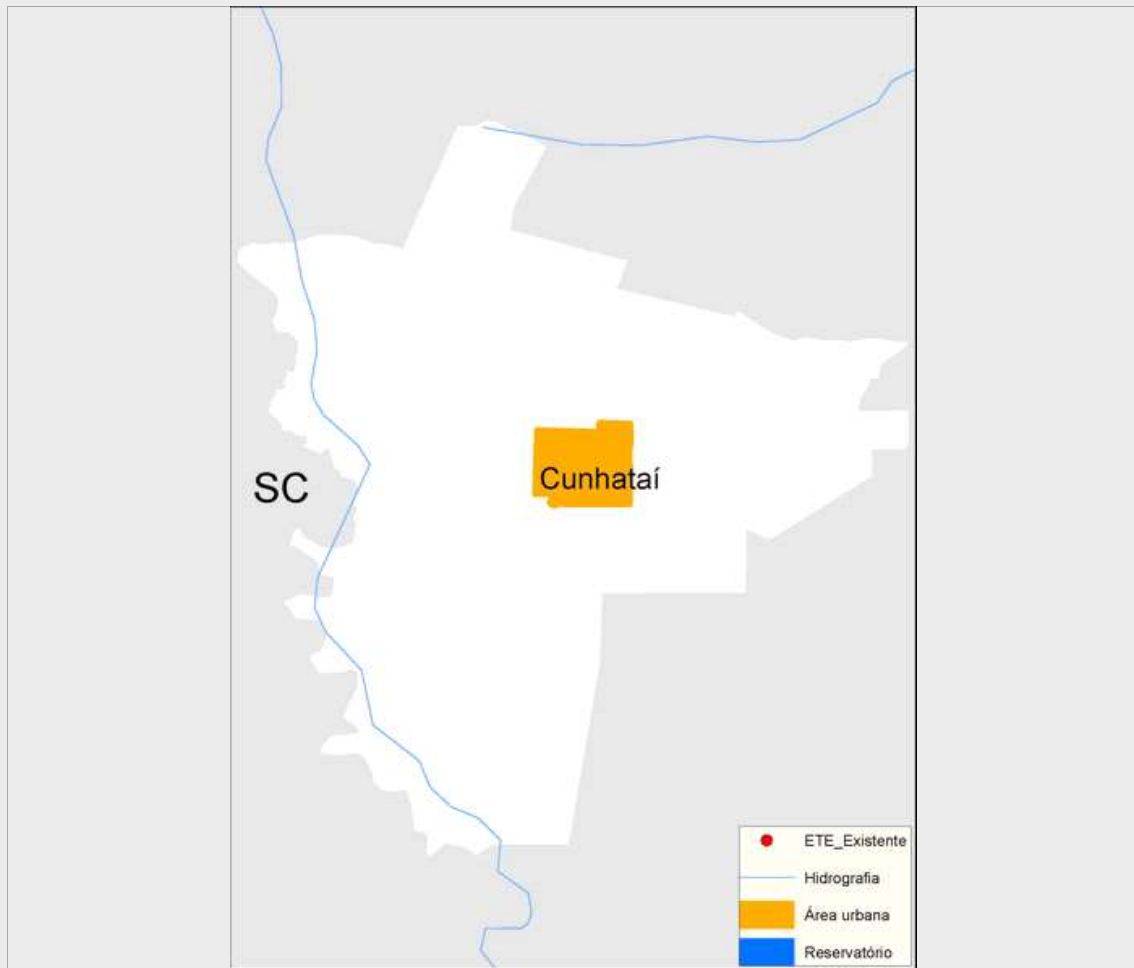 SC
Cunhataí
ETE_Existente
Hidrografia
Área urbana
Reservatório